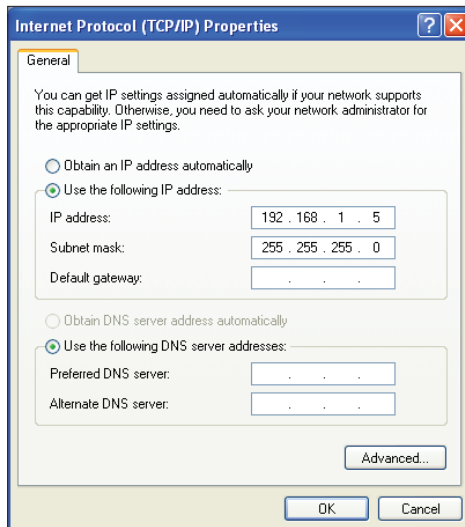 Internet Protocol (TCP/IP) Properties
General
You can get IP settings assigned automatically if your network supports
this capability. Otherwise, you need to ask your network administrator for
the appropriate IP settings.
Obtain an IP address automatically
Use the following IP address:
IP address: 192 . 168 . 1 . 5
Subnet mask: 255 . 255 . 255 . 0
Default gateway: . . .
Obtain DNS server address automatically
Use the following DNS server addresses:
Preferred DNS server: . . .
Alternate DNS server: . . .
Advanced...
OK Cancel